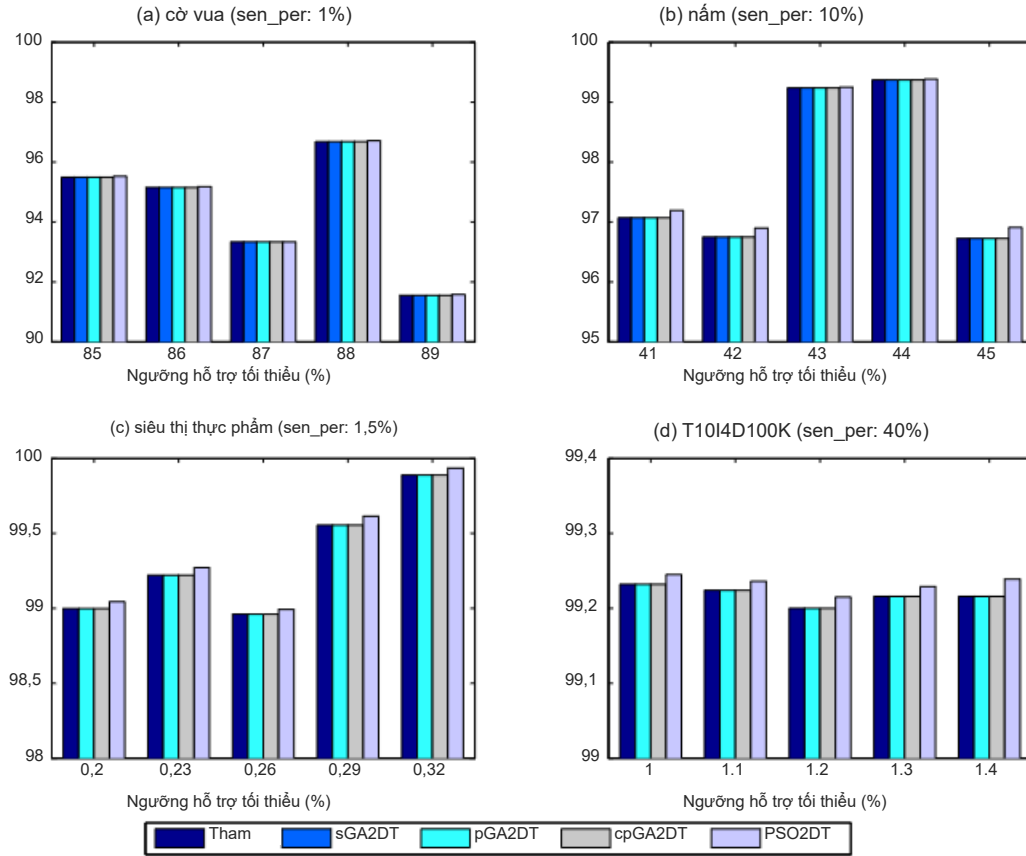 (a) cờ vua (sen_per: 1%)
100
98
96
94
92
90
85 86 87 88 89
Ngưỡng hỗ trợ tối thiểu (%)
(b) nấm (sen_per: 10%)
100
99
98
97
96
95
41 42 43 44 45
Ngưỡng hỗ trợ tối thiểu (%)
(c) siêu thị thực phẩm (sen_per: 1,5%)
100
99,5
99
98,5
98
0,2 0,23 0,26 0,29 0,32
Ngưỡng hỗ trợ tối thiểu (%)
(d) T10I4D100K (sen_per: 40%)
99,4
99,3
99,2
99,1
99
1 1.1 1.2 1.3 1.4
Ngưỡng hỗ trợ tối thiểu (%)
Tham sGA2DT pGA2DT cpGA2DT PSO2DT